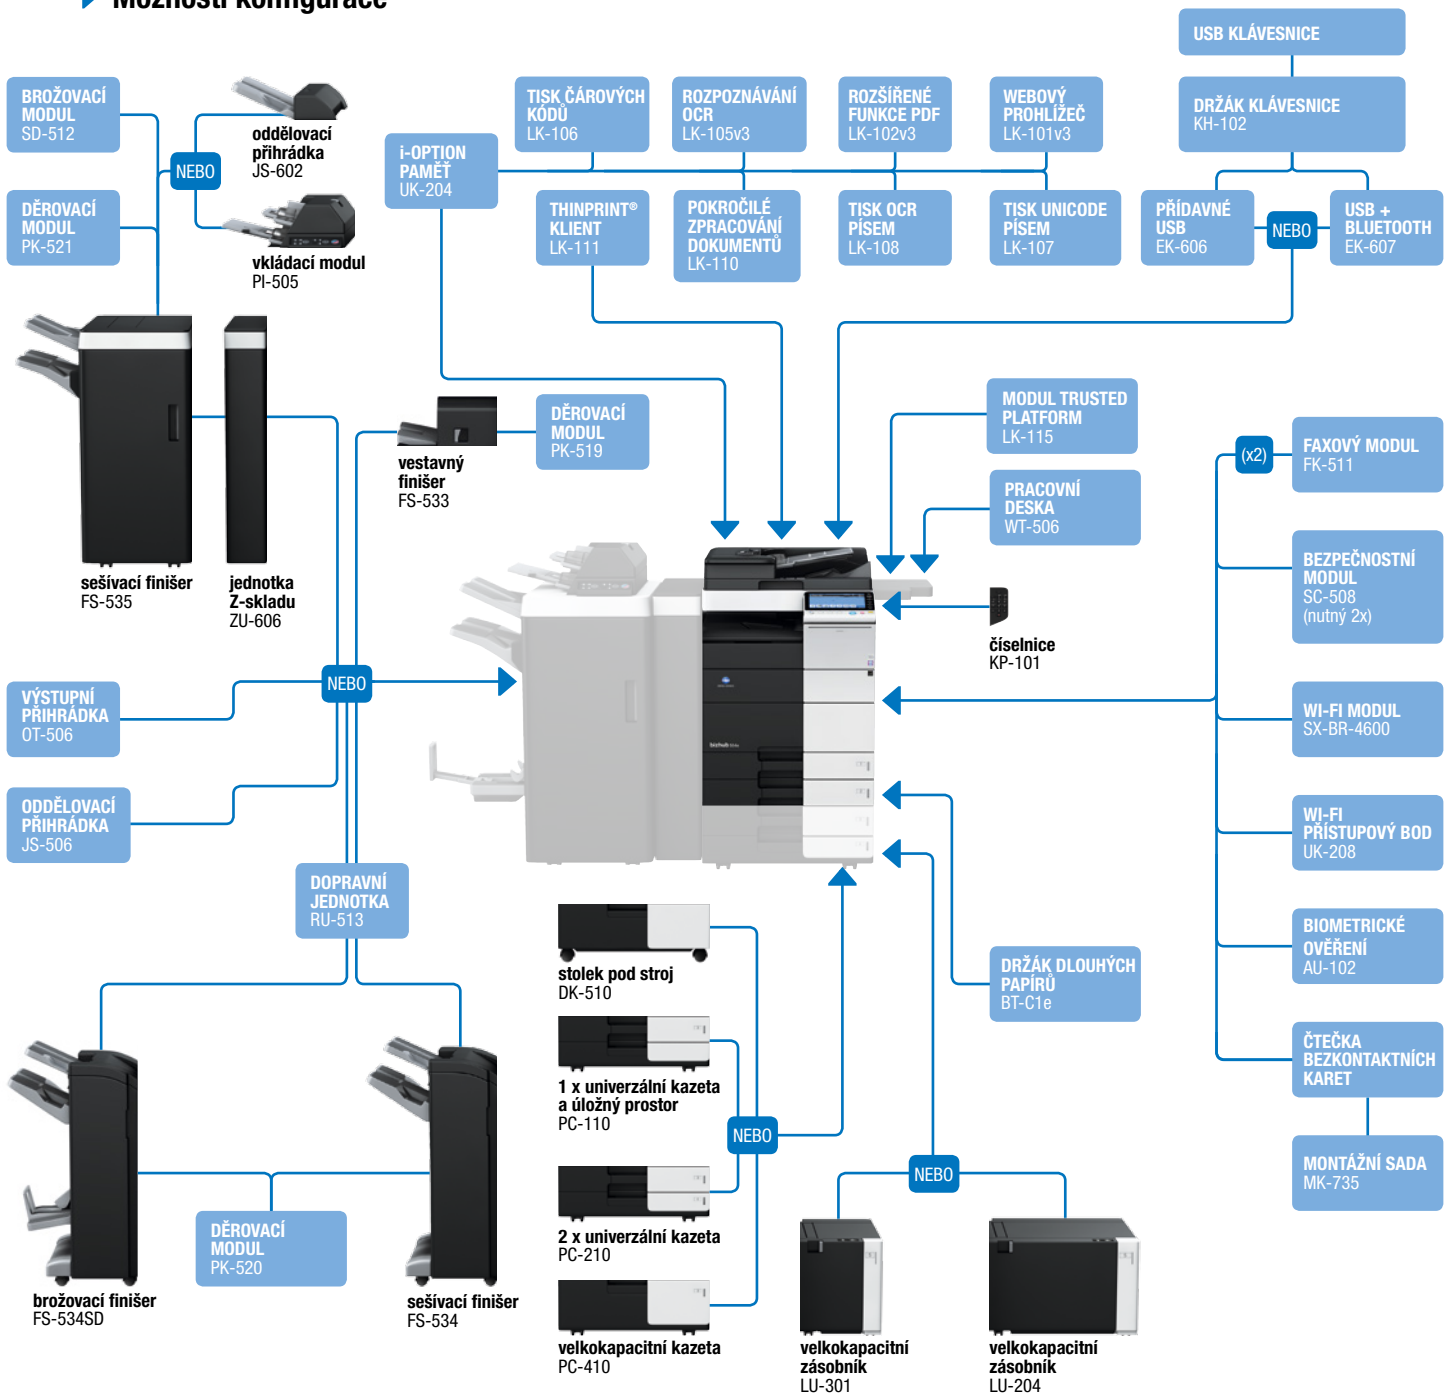 Možnosti konfigurace
USB KLÁVESNICE
DRŽÁK KLÁVESNICE
KH-102
BROŽOVACÍ
MODUL
SD-512
DĚROVACÍ
MODUL
PK-521
NEBO
oddělovací
přihrádka
JS-602
vkládací modul
PI-505
i-OPTION
PAMĚŤ
UK-204
TISK ČÁROVÝCH
KÓDŮ
LK-106
ROZPOZNÁVÁNÍ
OCR
LK-105v3
ROZŠÍŘENÉ
FUNKCE PDF
LK-102v3
WEBOVÝ
PROHLÍŽEČ
LK-101v3
THINPRINT®
KLIENT
LK-111
POKROČILÉ
ZPRACOVÁNÍ
DOKUMENTŮ
LK-110
TISK OCR
PÍSEM
LK-108
TISK UNICODE
PÍSEM
LK-107
PŘÍDAVNÉ
USB
EK-606
NEBO
USB +
BLUETOOTH
EK-607
sešívací finišer
FS-535
jednotka
Z-skladu
ZU-606
vestavný
finišer
FS-533
DĚROVACÍ
MODUL
PK-519
MODUL TRUSTED
PLATFORM
LK-115
PRACOVNÍ
DESKA
WT-506
číselnice
KP-101
(x2)
FAXOVÝ MODUL
FK-511
BEZPEČNOSTNÍ
MODUL
SC-508
(nutný 2x)
WI-FI MODUL
SX-BR-4600
WI-FI
PŘÍSTUPOVÝ BOD
UK-208
BIOMETRICKÉ
OVĚŘENÍ
AU-102
ČTEČKA
BEZKONTAKTNÍCH
KARET
MONTÁŽNÍ SADA
MK-735
VÝSTUPNÍ
PŘIHRÁDKA
OT-506
NEBO
ODDĚLOVACÍ
PŘIHRÁDKA
JS-506
DOPRAVNÍ
JEDNOTKA
RU-513
bizhub
stolek pod stroj
DK-510
1 x univerzální kazeta
a úložný prostor
PC-110
NEBO
2 x univerzální kazeta
PC-210
velkokapacitní kazeta
PC-410
DRŽÁK DLOUHÝCH
PAPÍRŮ
BT-C1e
NEBO
velkokapacitní
zásobník
LU-301
velkokapacitní
zásobník
LU-204
DĚROVACÍ
MODUL
PK-520
brožovací finišer
FS-534SD
sešívací finišer
FS-534